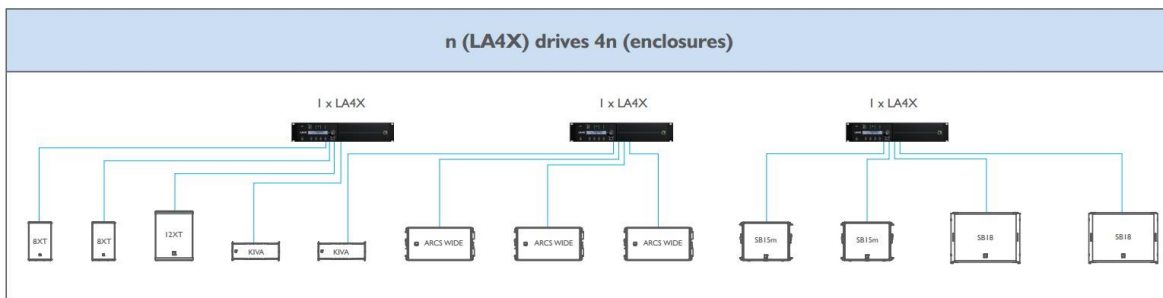 n (LA4X) drives 4n (enclosures)
1 x LA4X
1 x LA4X
1 x LA4X
8XT
8XT
12XT
KIVA
KIVA
ARCS WIDE
ARCS WIDE
ARCS WIDE
SB15m
SB15m
SB18
SB18